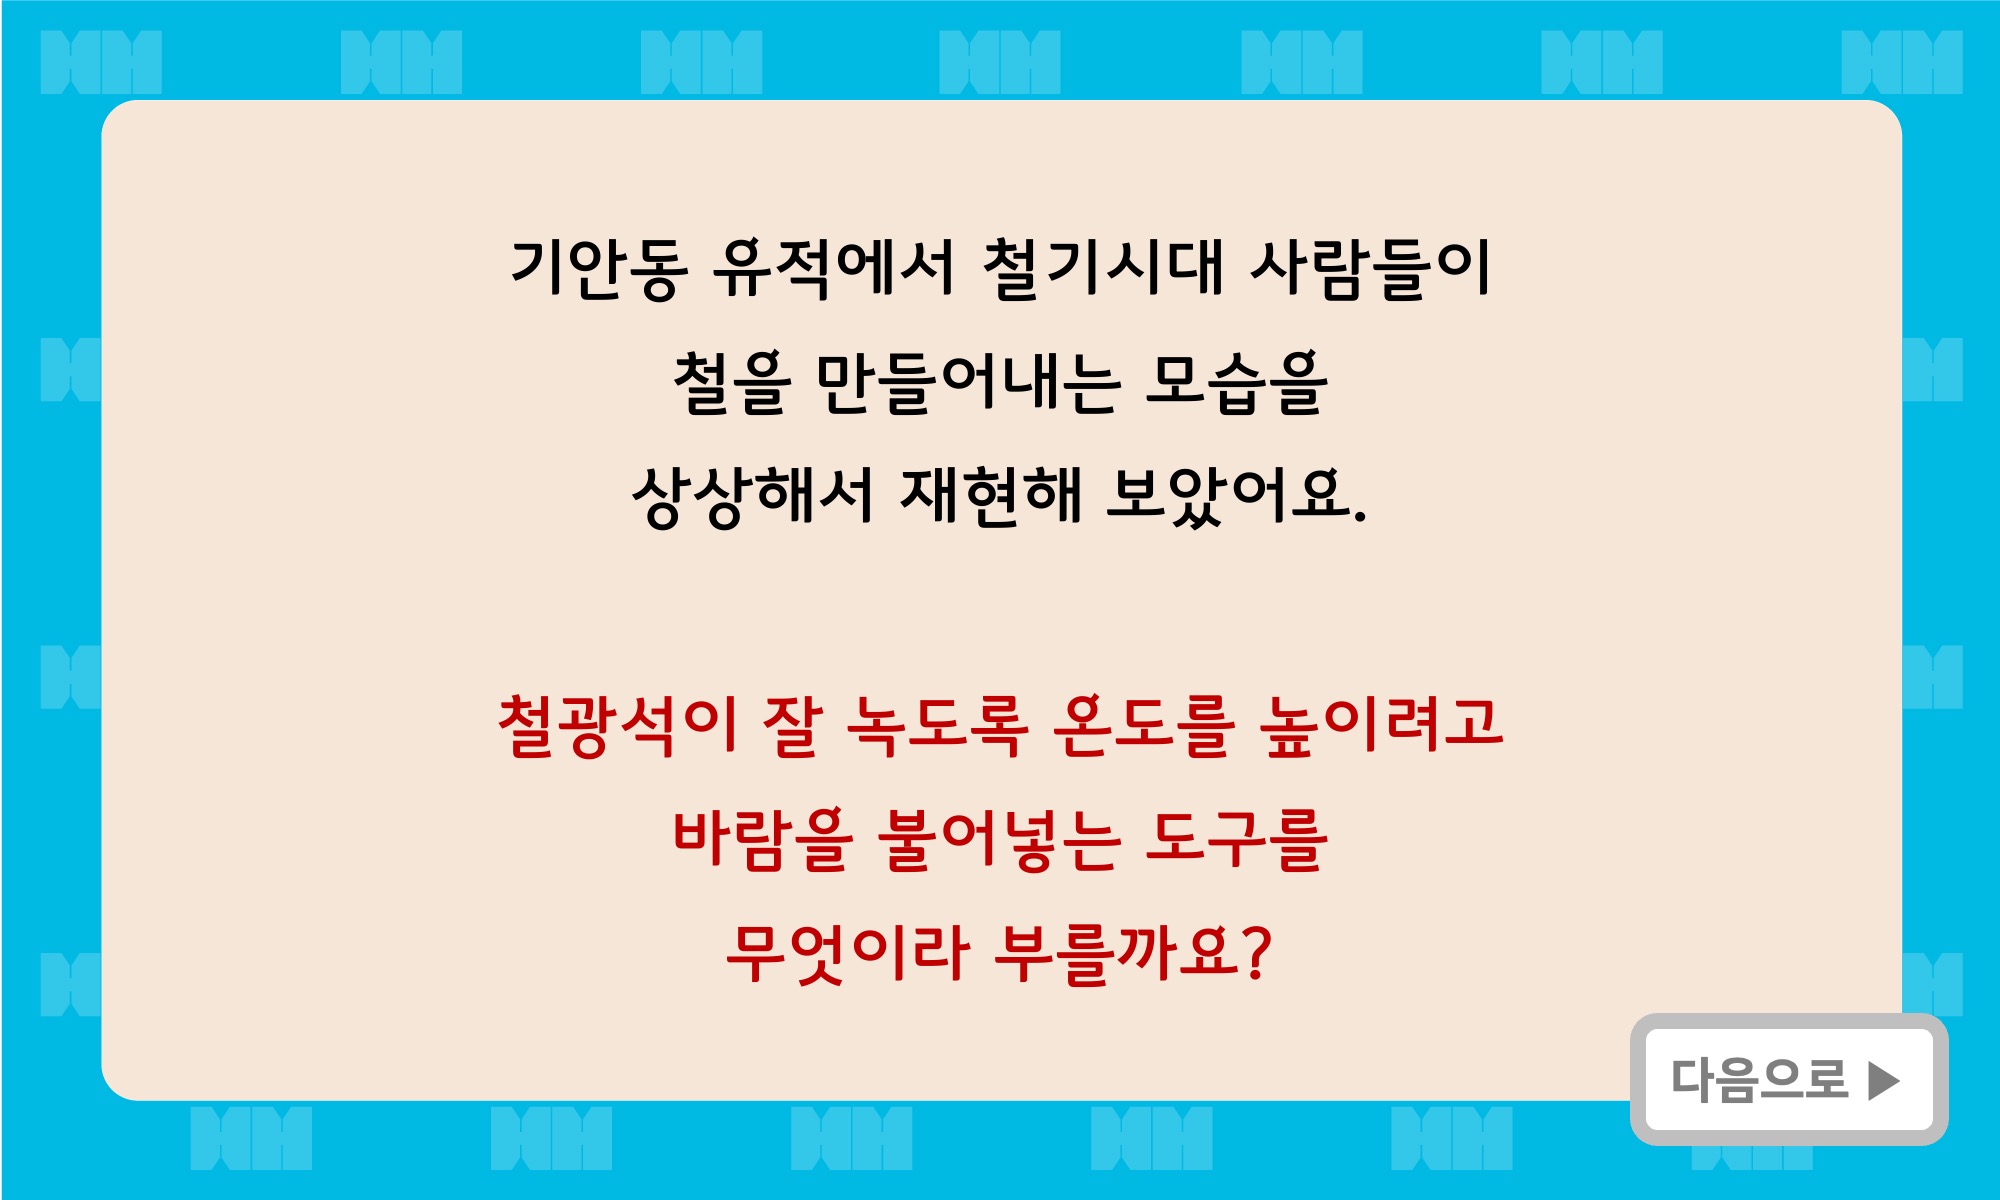 기안동 유적에서 철기시대 사람들이
철을 만들어내는 모습을
상상해서 재현해 보았어요.
철광석이 잘 녹도록 온도를 높이려고
바람을 불어넣는 도구를
무엇이라 부를까요?
다음으로 ▶